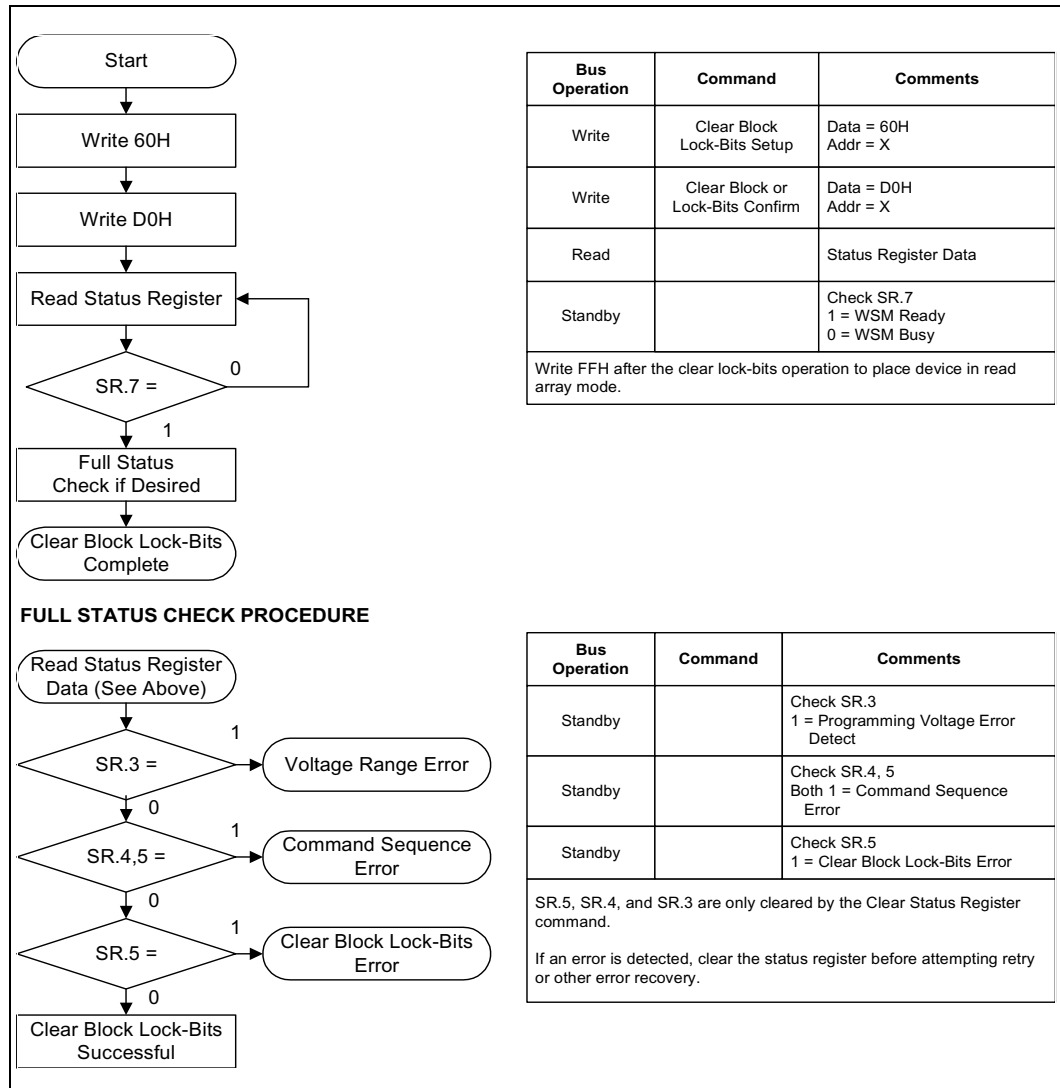 Start
Write 60H
Write D0H
Read Status Register
0
SR.7 =
1
Full Status
Check if Desired
Clear Block Lock-Bits
Complete
Bus
Operation
Command
Comments
Write
Clear Block
Lock-Bits Setup
Data = 60H
Addr = X
Write
Clear Block or
Lock-Bits Confirm
Data = D0H
Addr = X
Read
Status Register Data
Standby
Check SR.7
1 = WSM Ready
0 = WSM Busy
Write FFH after the clear lock-bits operation to place device in read
array mode.
FULL STATUS CHECK PROCEDURE
Read Status Register
Data (See Above)
1
SR.3 =
Voltage Range Error
0
1
SR.4,5 =
Command Sequence
Error
0
1
SR.5 =
Clear Block Lock-Bits
Error
0
Clear Block Lock-Bits
Successful
Bus
Operation
Command
Comments
Standby
Check SR.3
1 = Programming Voltage Error
Detect
Standby
Check SR.4, 5
Both 1 = Command Sequence
Error
Standby
Check SR.5
1 = Clear Block Lock-Bits Error
SR.5, SR.4, and SR.3 are only cleared by the Clear Status Register
command.
If an error is detected, clear the status register before attempting retry
or other error recovery.